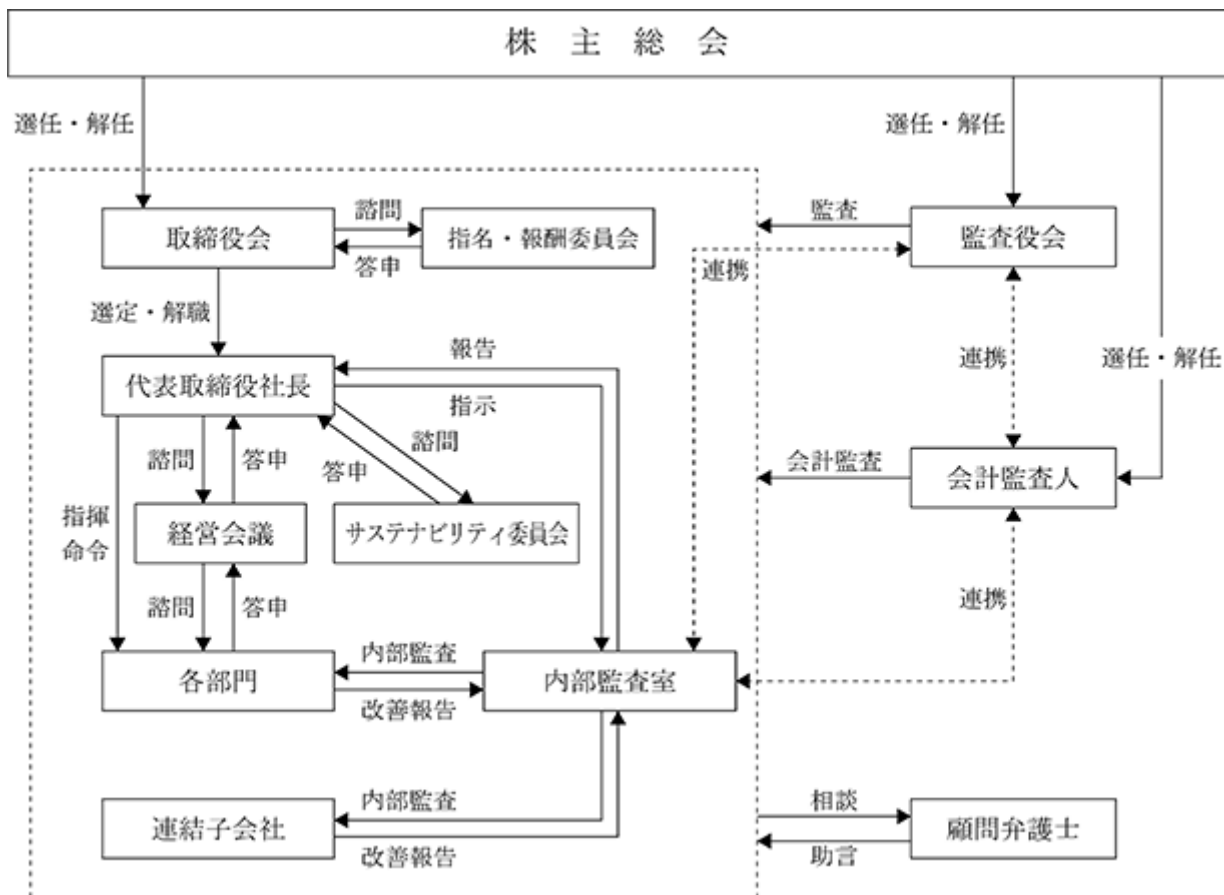 株主総会
選任・解任
選任・解任
取締役会
諮問
答申
指名・報酬委員会
監査
監査役会
連携
選定・解職
代表取締役社長
報告
指示
連携
選任・解任
諮問
答申
諮問
答申
会計監査
会計監査人
指揮
命令
経営会議
サステナビリティ委員会
諮問
答申
連携
各部門
内部監査
改善報告
内部監査室
連結子会社
内部監査
改善報告
相談
助言
顧問弁護士